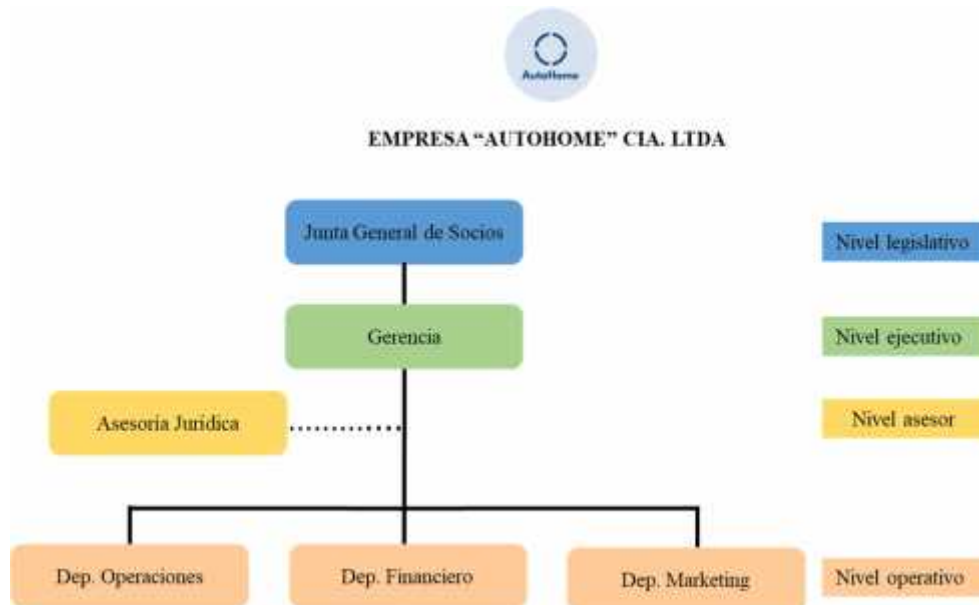 AutoHome
EMPRESA “AUTOHOME” CIA. LTDA
Junta General de Socios
Nivel legislativo
Gerencia
Nivel ejecutivo
Asesoría Jurídica
Nivel asesor
Dep. Operaciones
Dep. Financiero
Dep. Marketing
Nivel operativo